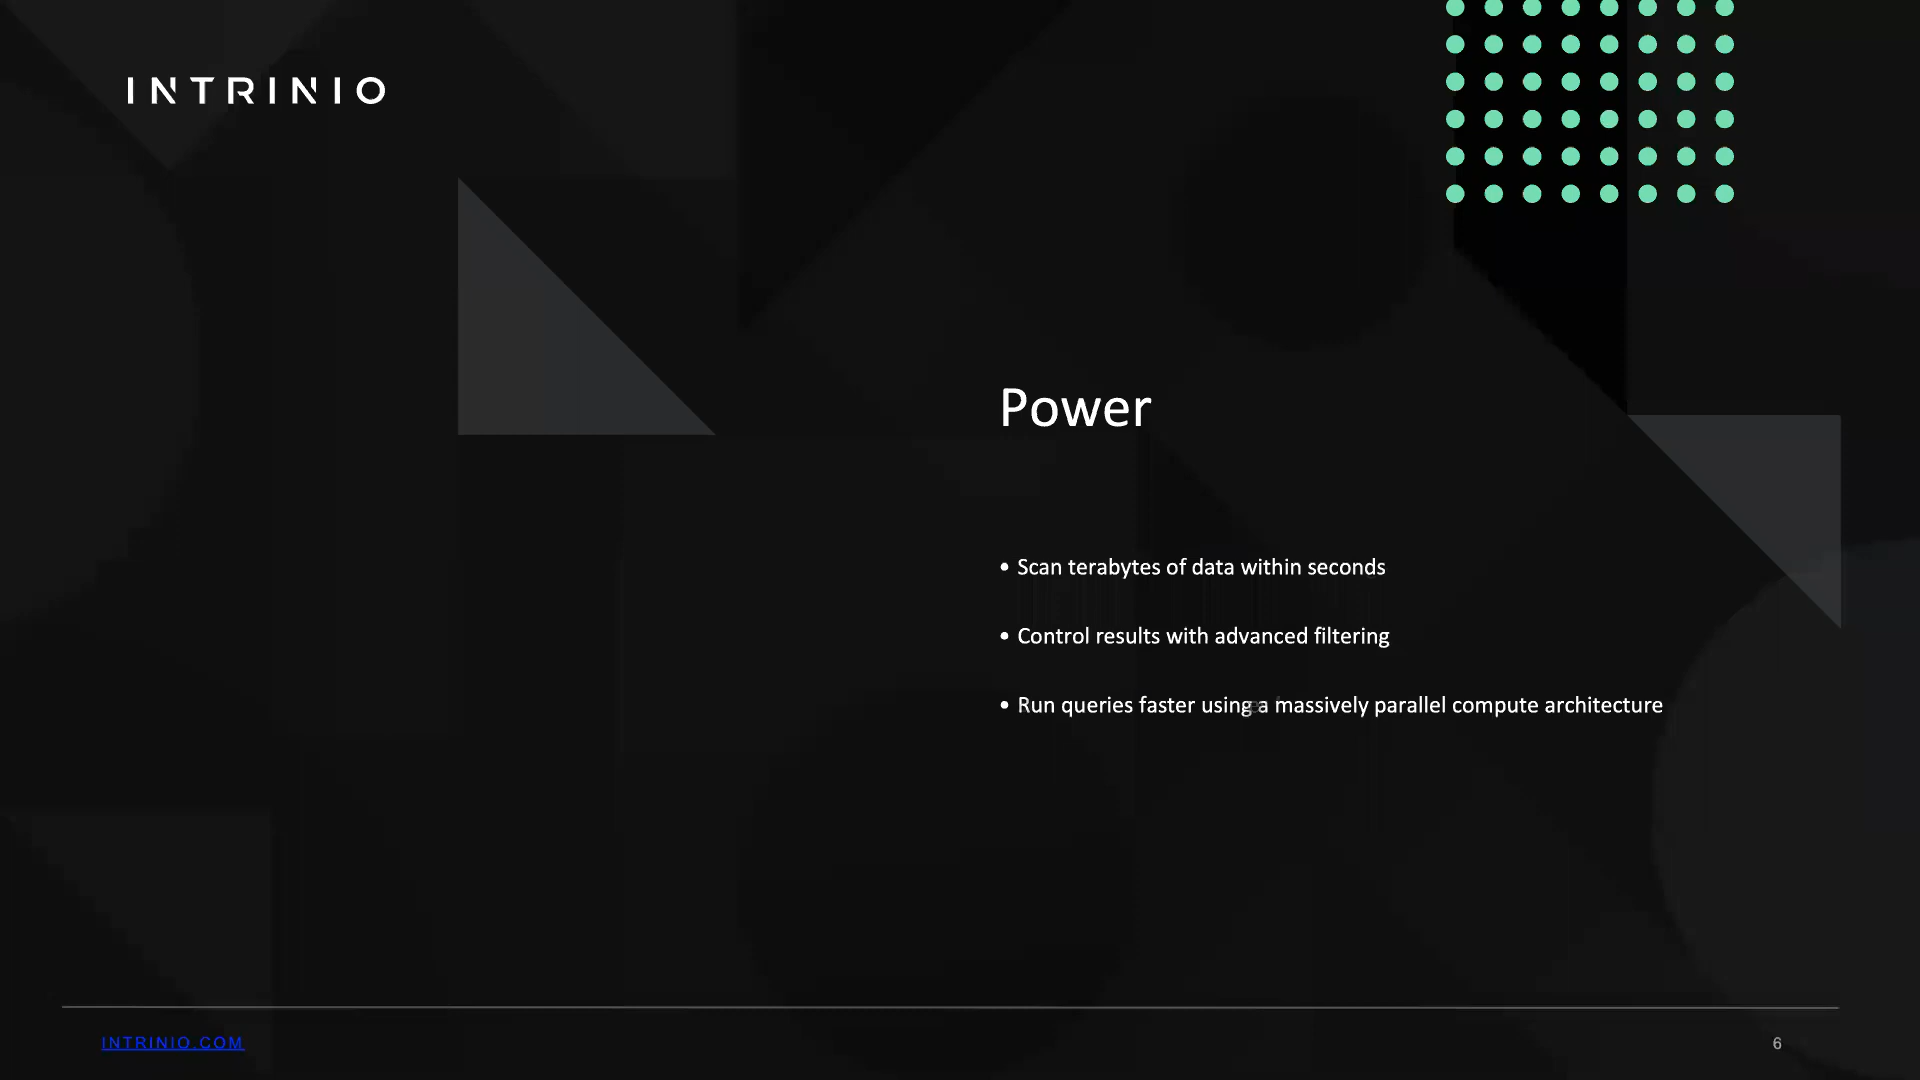 INTRINIO
Power
• Scan terabytes of data within seconds
• Control results with advanced filtering
• Run queries faster using a massively parallel compute architecture
INTRINIO.COM
6